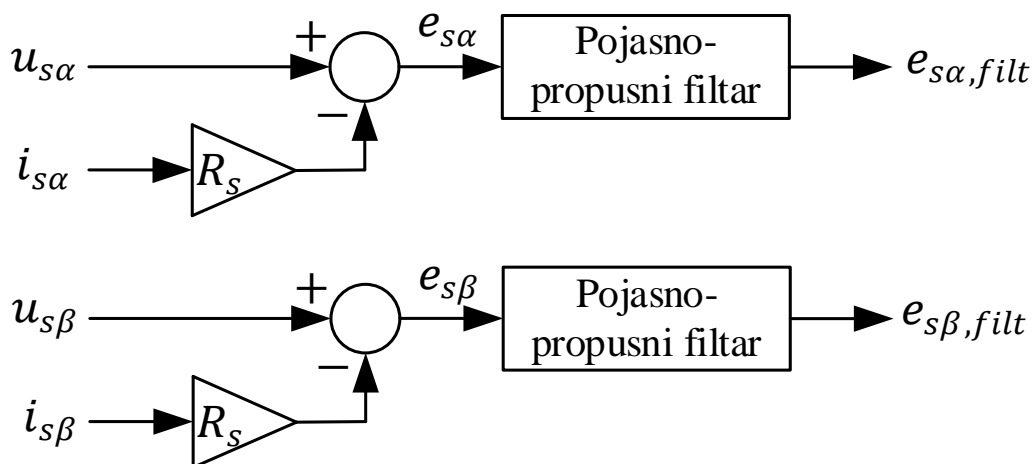 + e_{sα} Pojasno-
u_{sα} propusni filtar e_{sα,filt}
−
i_{sα} R_s
+ e_{sβ} Pojasno-
u_{sβ} propusni filtar e_{sβ,filt}
−
i_{sβ} R_s